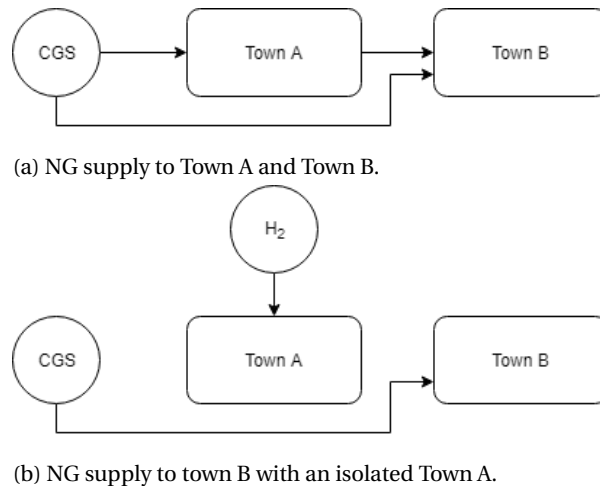 CGS Town A Town B
(a) NG supply to Town A and Town B.
H₂
CGS Town A Town B
(b) NG supply to town B with an isolated Town A.